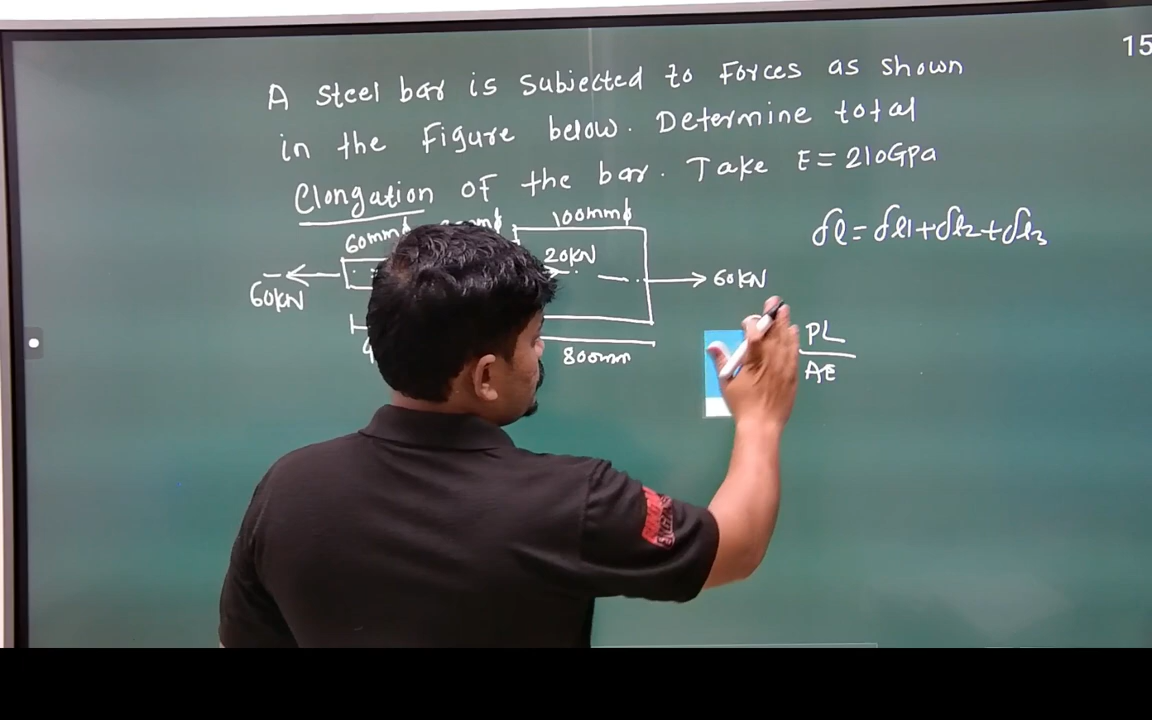 15
A steel bar is subjected to forces as shown
in the Figure below. Determine total
Elongation of the bar. Take E = 210GPa
100mmϕ
60mmϕ
δl = δl1+δl2+δl3
20kN
60kN
60kN
PL
AE
800mm